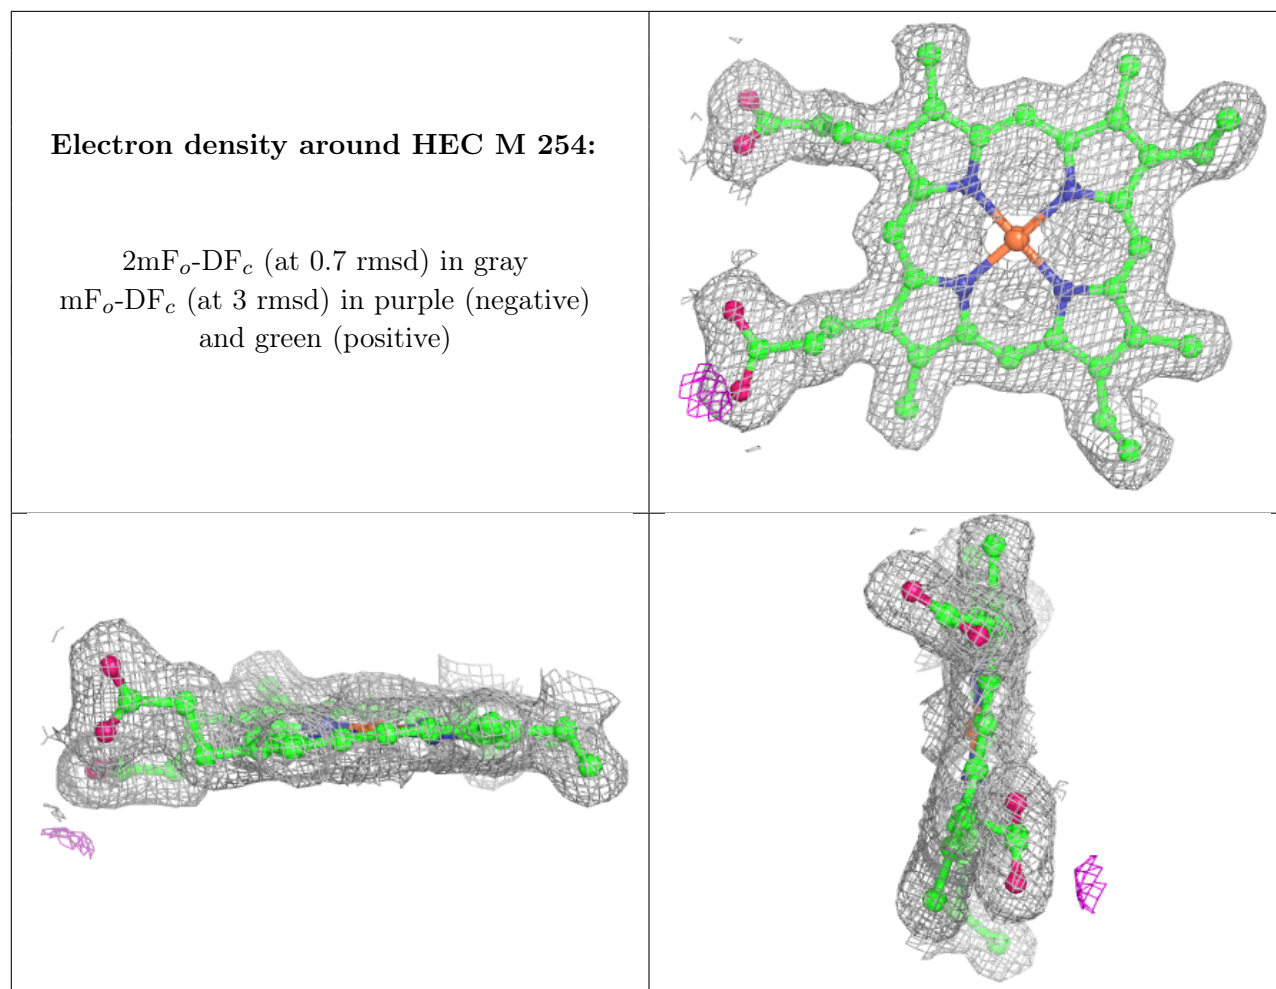 Electron density around HEC M 254:
2mFₒ-DF𝒸 (at 0.7 rmsd) in gray
mFₒ-DF𝒸 (at 3 rmsd) in purple (negative)
and green (positive)